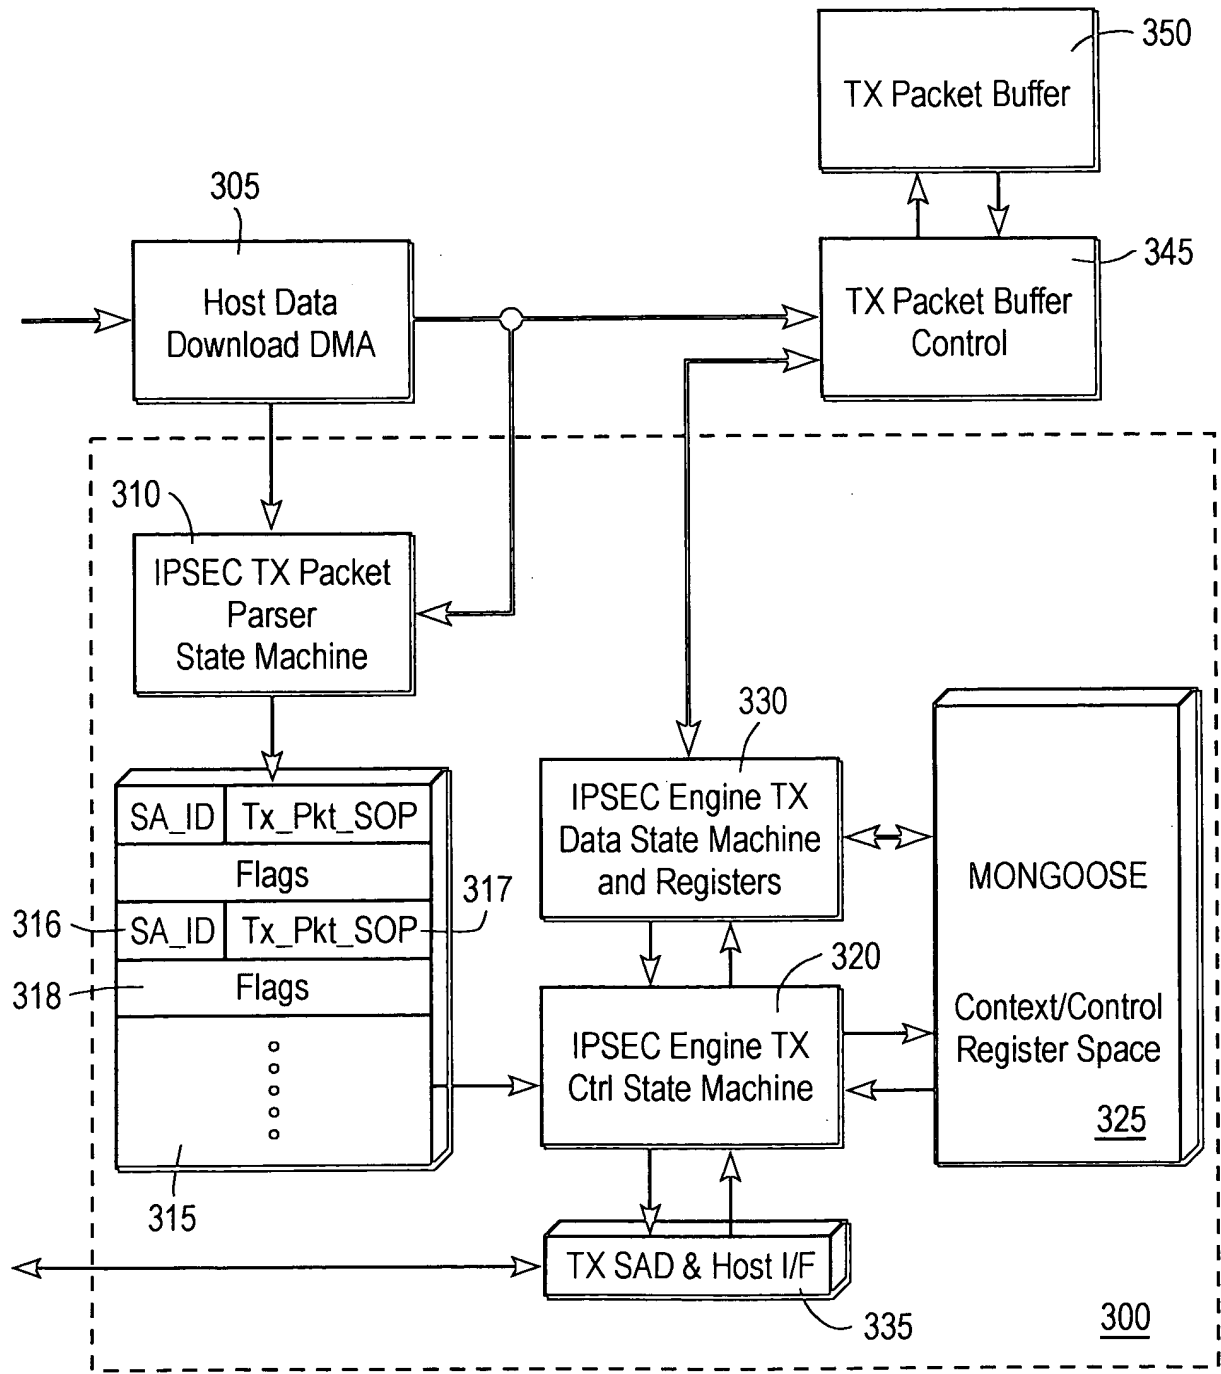 350
TX Packet Buffer
305
345
Host Data
Download DMA
TX Packet Buffer
Control
310
IPSEC TX Packet
Parser
State Machine
330
SA_ID
Tx_Pkt_SOP
IPSEC Engine TX
Data State Machine
and Registers
Flags
317
MONGOOSE
316
SA_ID
Tx_Pkt_SOP
320
318
Flags
IPSEC Engine TX
Ctrl State Machine
Context/Control
Register Space
325
315
TX SAD & Host I/F
335
300